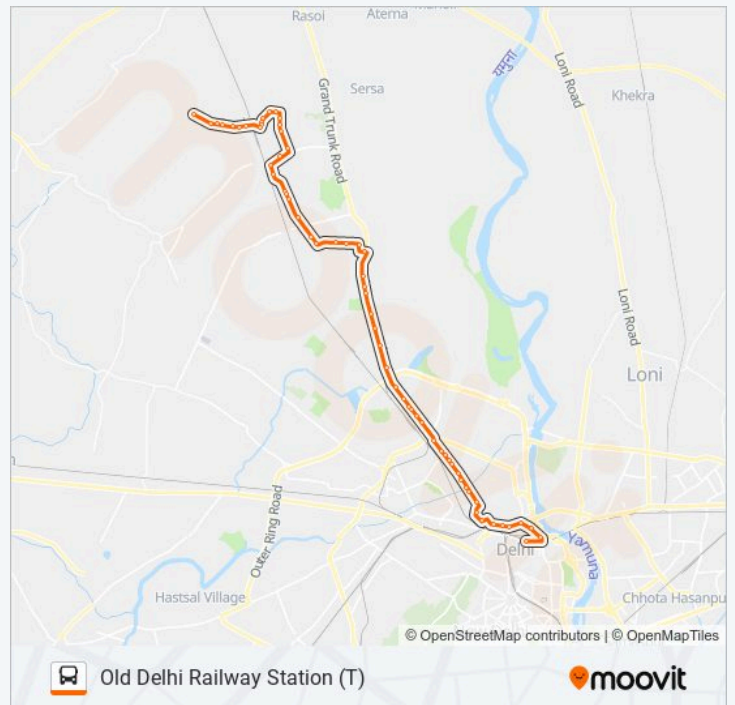 Rasoi
Aterna
यमुना
Loni Road
Khekra
Sersa
Grand Trunk Road
Loni Road
Loni
Outer Ring Road
Delhi
Yamuna
Hastsal Village
Chhota Hasanpu
© OpenStreetMap contributors | © OpenMapTiles
Old Delhi Railway Station (T)
moovit